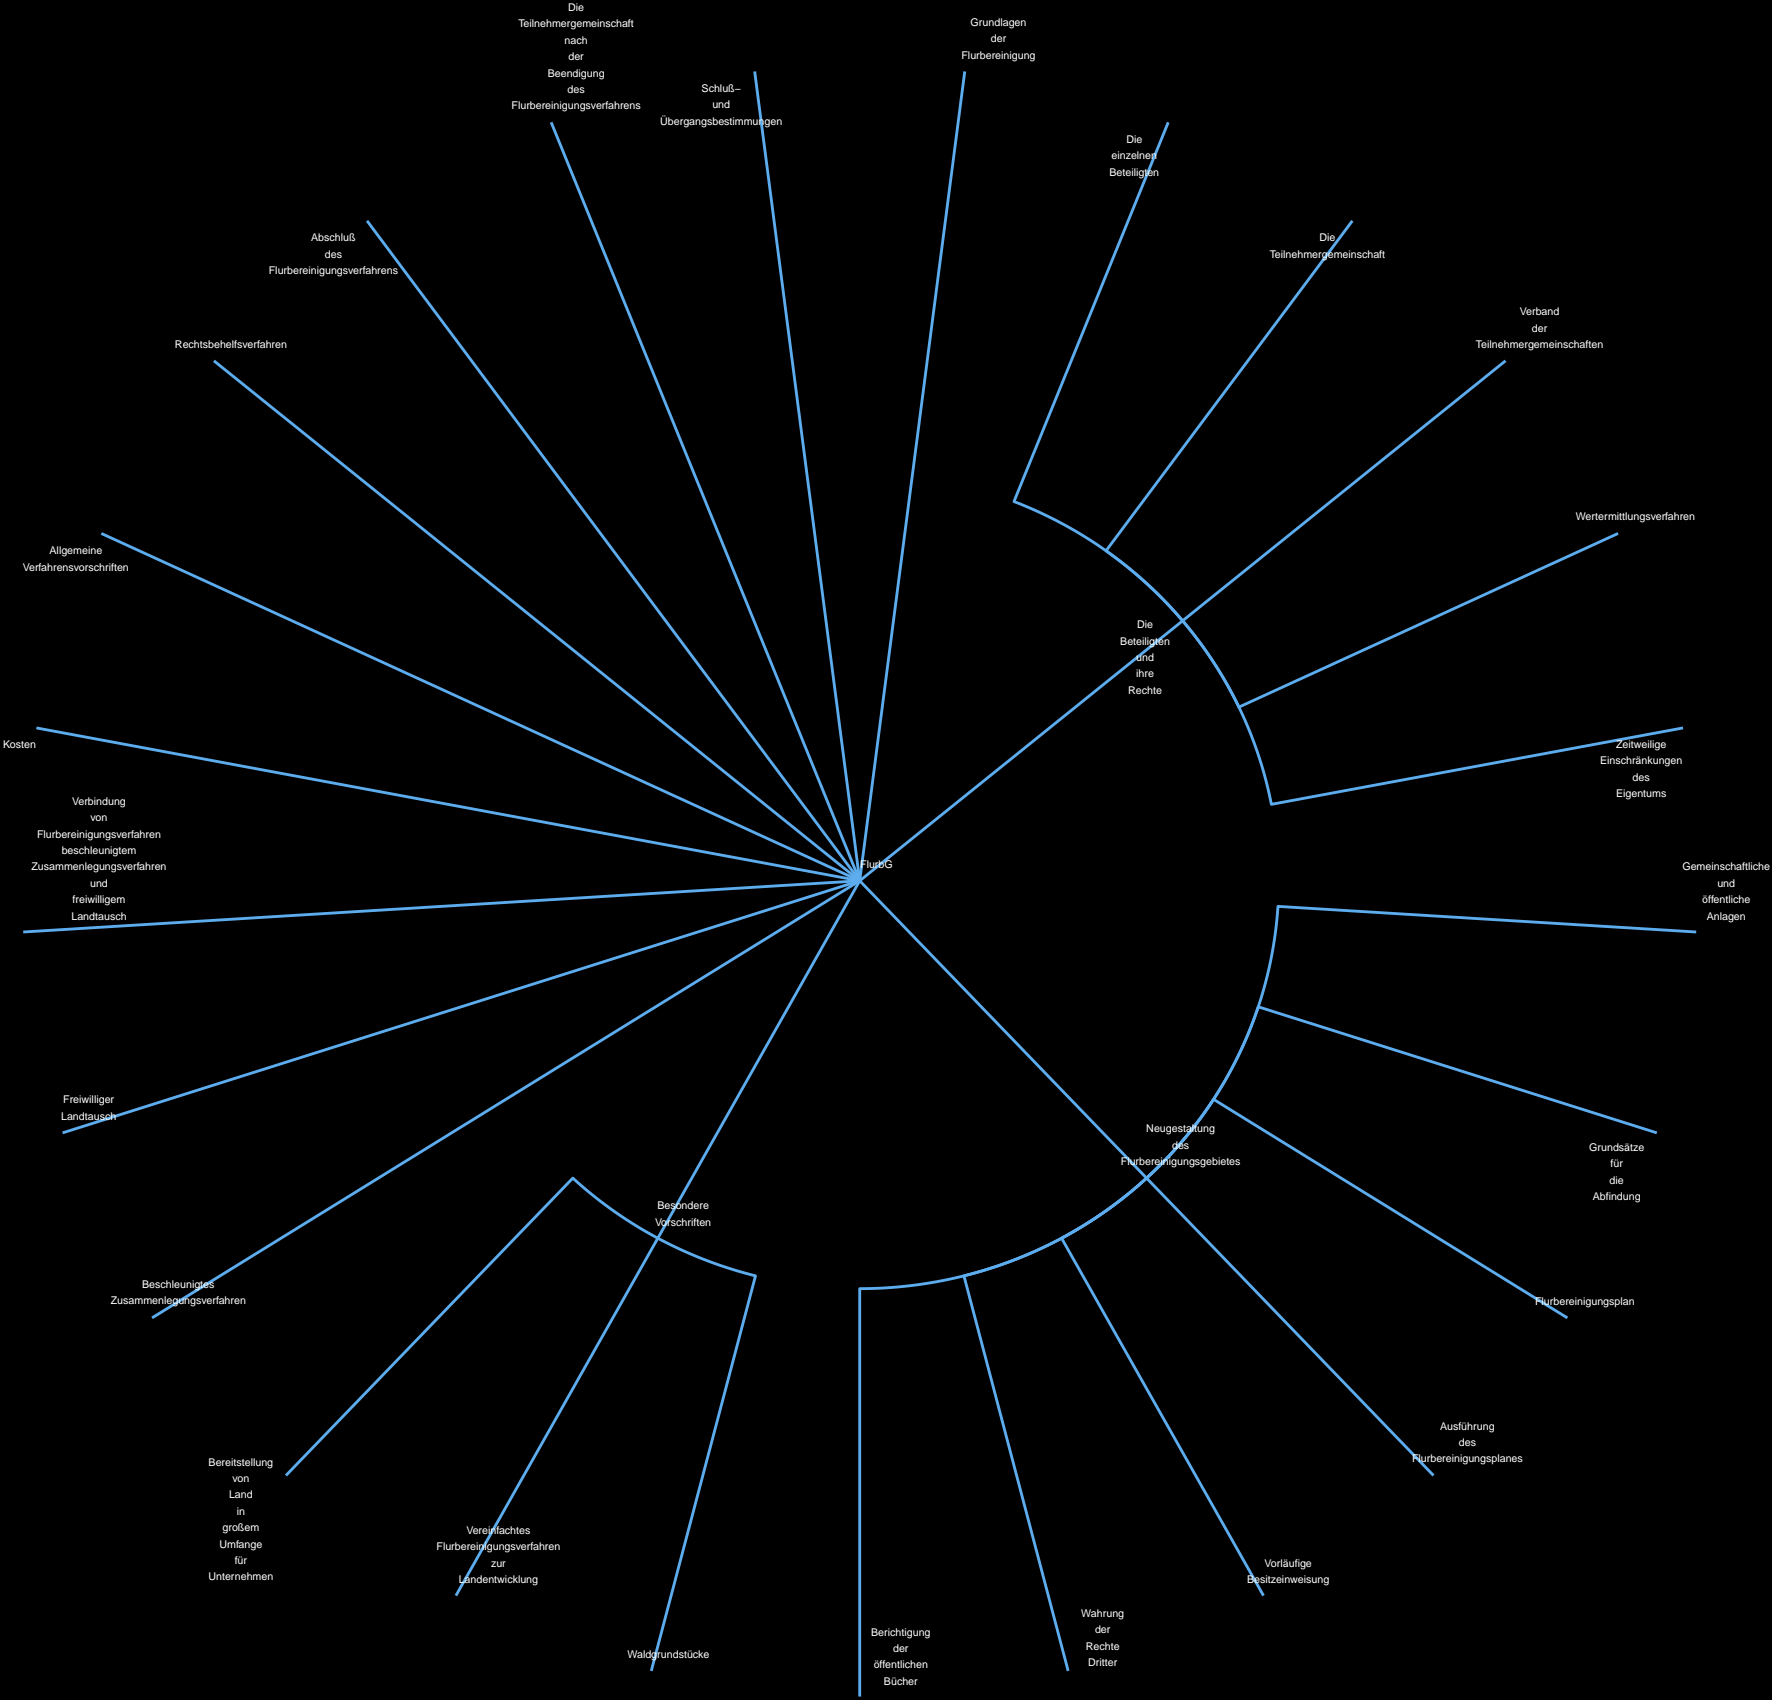 Die
Teilnehmergemeinschaft
nach
der
Beendigung
des
Flurbereinigungsverfahrens
Schluß–
und
Übergangsbestimmungen
Grundlagen
der
Flurbereinigung
Die
einzelnen
Beteiligten
Die
Teilnehmergemeinschaft
Verband
der
Teilnehmergemeinschaften
Abschluß
des
Flurbereinigungsverfahrens
Rechtsbehelfsverfahren
Wertermittlungsverfahren
Allgemeine
Verfahrensvorschriften
Die
Beteiligten
und
ihre
Rechte
Kosten
Zeitweilige
Einschränkungen
des
Eigentums
Verbindung
von
Flurbereinigungsverfahren
beschleunigtem
Zusammenlegungsverfahren
und
freiwilligem
Landtausch
FlurbG
Gemeinschaftliche
und
öffentliche
Anlagen
Freiwilliger
Landtausch
Neugestaltung
des
Flurbereinigungsgebietes
Grundsätze
für
die
Abfindung
Besondere
Vorschriften
Beschleunigtes
Zusammenlegungsverfahren
Flurbereinigungsplan
Ausführung
des
Flurbereinigungsplanes
Bereitstellung
von
Land
in
großem
Umfange
für
Unternehmen
Vereinfachtes
Flurbereinigungsverfahren
zur
Landentwicklung
Vorläufige
Besitzeinweisung
Waldgrundstücke
Berichtigung
der
öffentlichen
Bücher
Wahrung
der
Rechte
Dritter